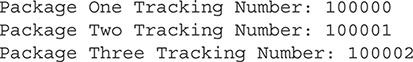 Package One Tracking Number: 100000
Package Two Tracking Number: 100001
Package Three Tracking Number: 100002